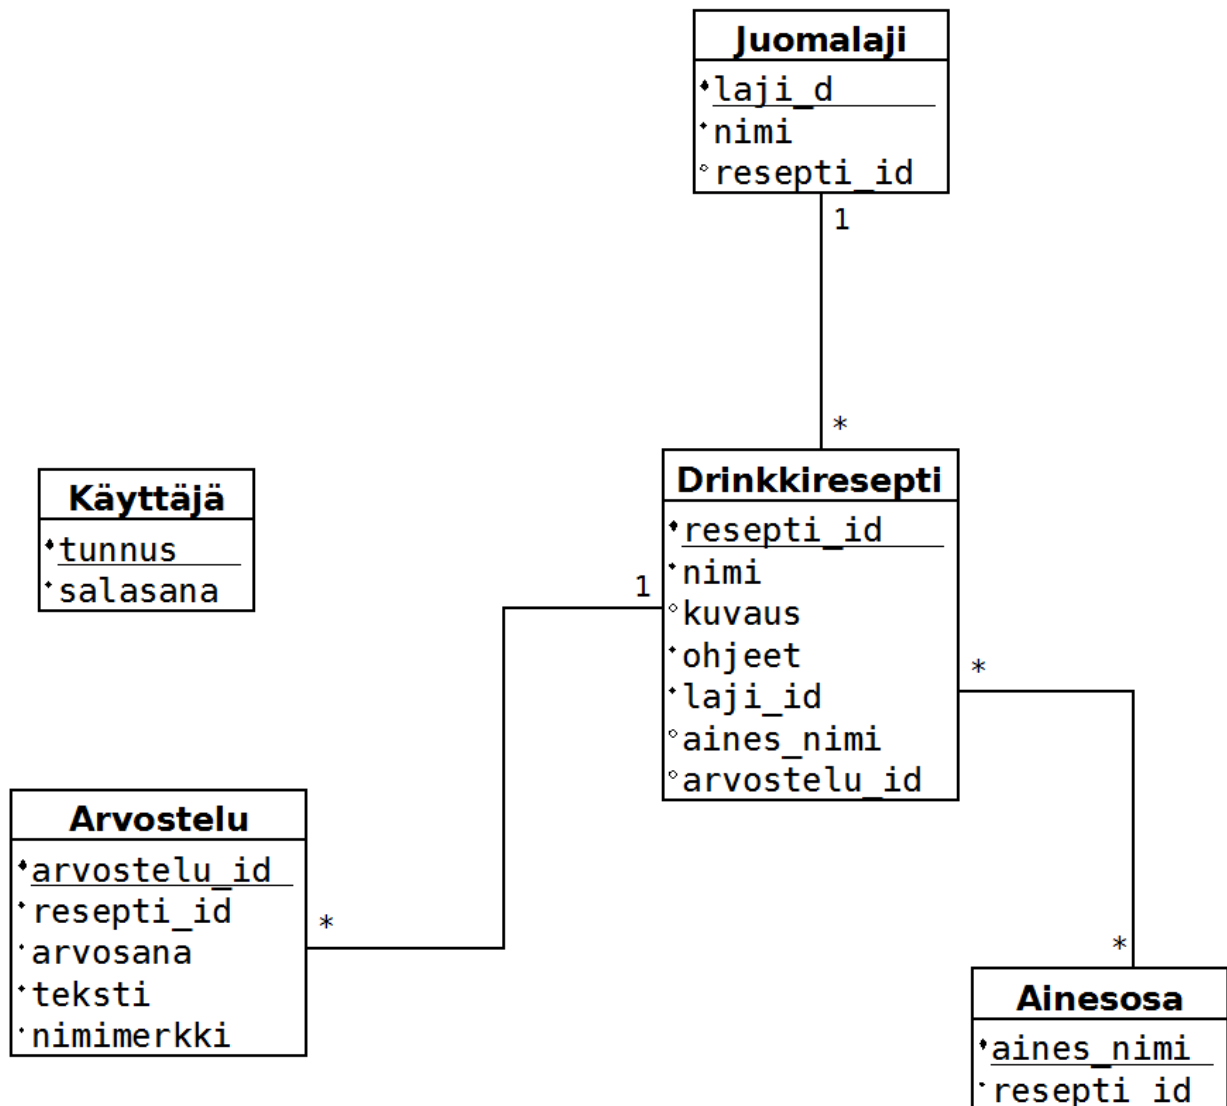 Juomalaji
laji_d
nimi
resepti_id
1
*
Drinkkiresepti
resepti_id
nimi
kuvaus
ohjeet
laji_id
aines_nimi
arvostelu_id
Käyttäjä
tunnus
salasana
1
*
Arvostelu
arvostelu_id
resepti_id
arvosana
teksti
nimimerkki
*
*
Ainesosa
aines_nimi
resepti_id